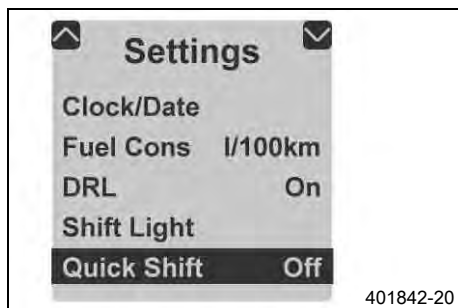 Settings
Clock/Date
Fuel Cons l/100km
DRL On
Shift Light
Quick Shift Off
401842-20